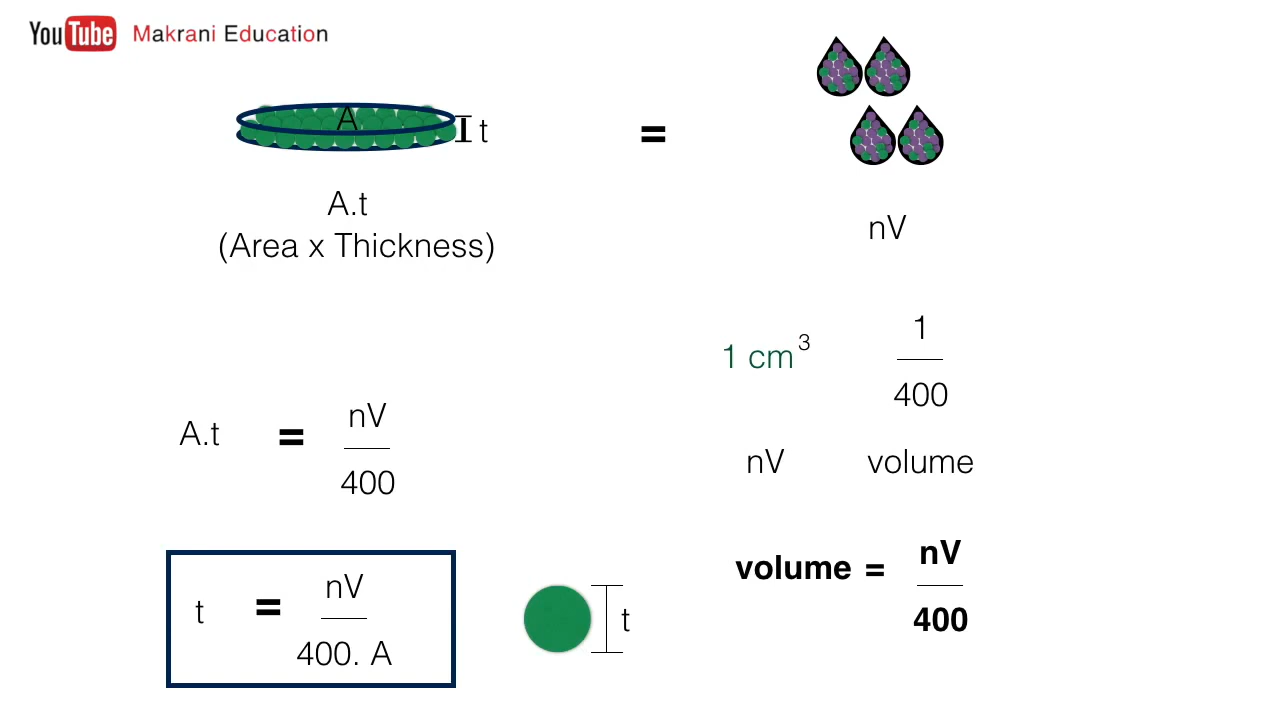 YouTube Makrani Education
A
t
=
A.t
(Area x Thickness)
nV
1 cm³
1
400
nV volume
A.t = nV
400
volume = nV
400
t = nV
400. A
t